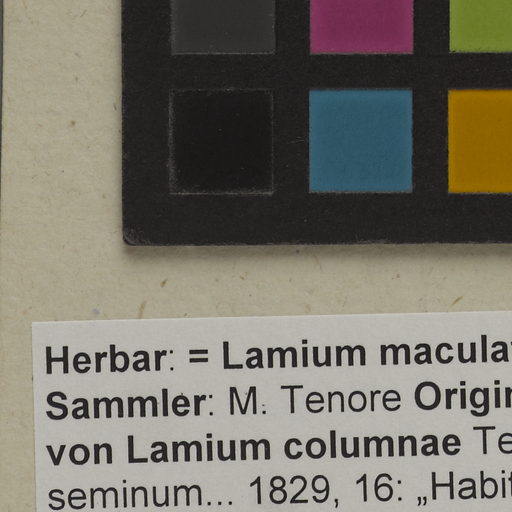 Herbar: = Lamium macula
Sammler: M. Tenore Origin
von Lamium columnae Te
seminum... 1829, 16: „Habit